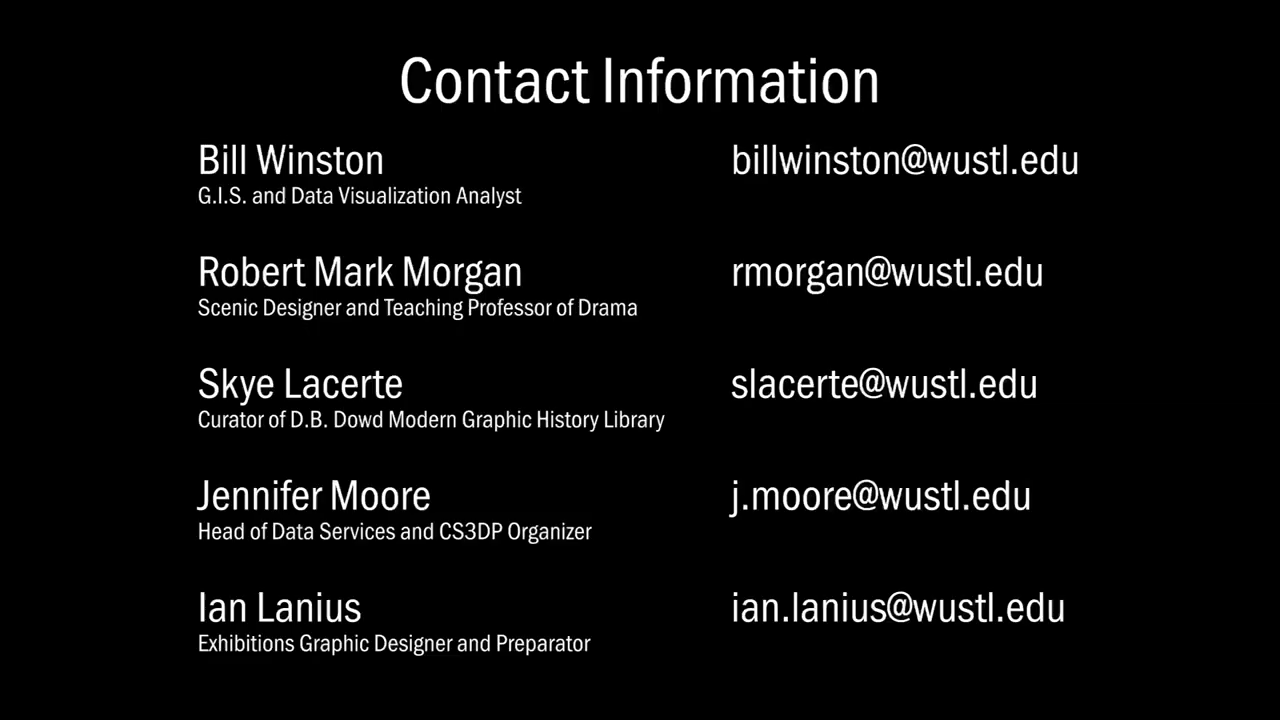 Contact Information
Bill Winston billwinston@wustl.edu
G.I.S. and Data Visualization Analyst
Robert Mark Morgan rmorgan@wustl.edu
Scenic Designer and Teaching Professor of Drama
Skye Lacerte slacerte@wustl.edu
Curator of D.B. Dowd Modern Graphic History Library
Jennifer Moore j.moore@wustl.edu
Head of Data Services and CS3DP Organizer
Ian Lanius ian.lanius@wustl.edu
Exhibitions Graphic Designer and Preparator